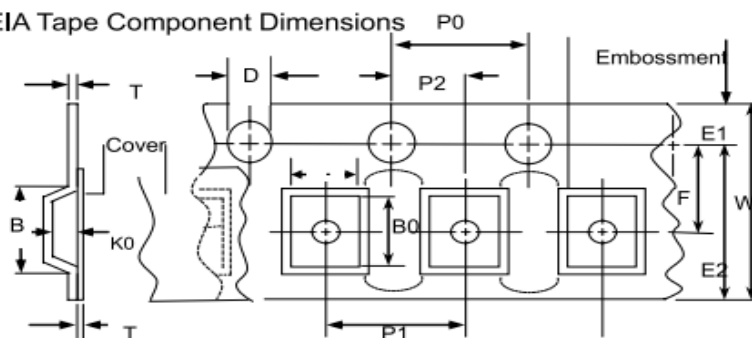 EIA Tape Component Dimensions
P0
D
P2
Embossment
T
Cover
E1
F
W
B
K0
B0
E2
P1
T